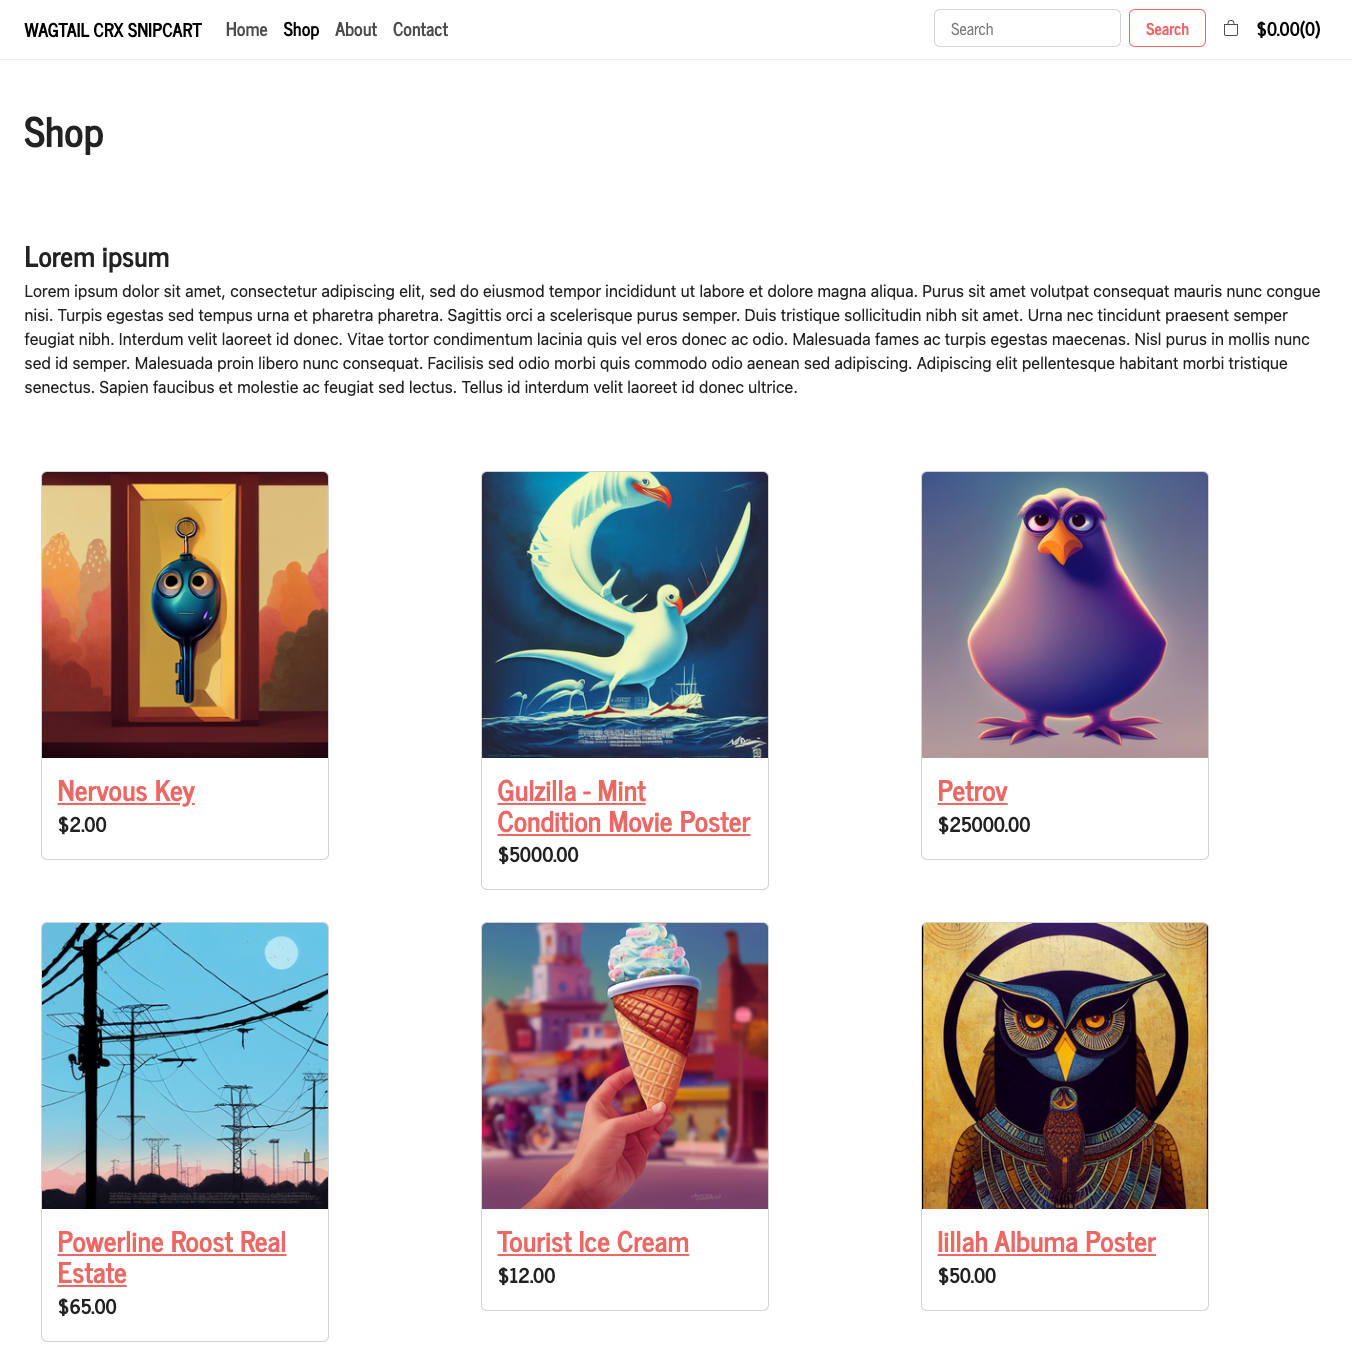 WAGTAIL CRX SNIPCART Home Shop About Contact Search Search $0.00(0)
Shop
Lorem ipsum
Lorem ipsum dolor sit amet, consectetur adipiscing elit, sed do eiusmod tempor incididunt ut labore et dolore magna aliqua. Purus sit amet volutpat consequat mauris nunc congue
nisi. Turpis egestas sed tempus urna et pharetra pharetra. Sagittis orci a scelerisque purus semper. Duis tristique sollicitudin nibh sit amet. Urna nec tincidunt praesent semper
feugiat nibh. Interdum velit laoreet id donec. Vitae tortor condimentum lacinia quis vel eros donec ac odio. Malesuada fames ac turpis egestas maecenas. Nisl purus in mollis nunc
sed id semper. Malesuada proin libero nunc consequat. Facilisis sed odio morbi quis commodo odio aenean sed adipiscing. Adipiscing elit pellentesque habitant morbi tristique
senectus. Sapien faucibus et molestie ac feugiat sed lectus. Tellus id interdum velit laoreet id donec ultrice.
Nervous Key
$2.00
Gulzilla - Mint
Condition Movie Poster
$5000.00
Petrov
$25000.00
Powerline Roost Real
Estate
$65.00
Tourist Ice Cream
$12.00
Iillah Albuma Poster
$50.00